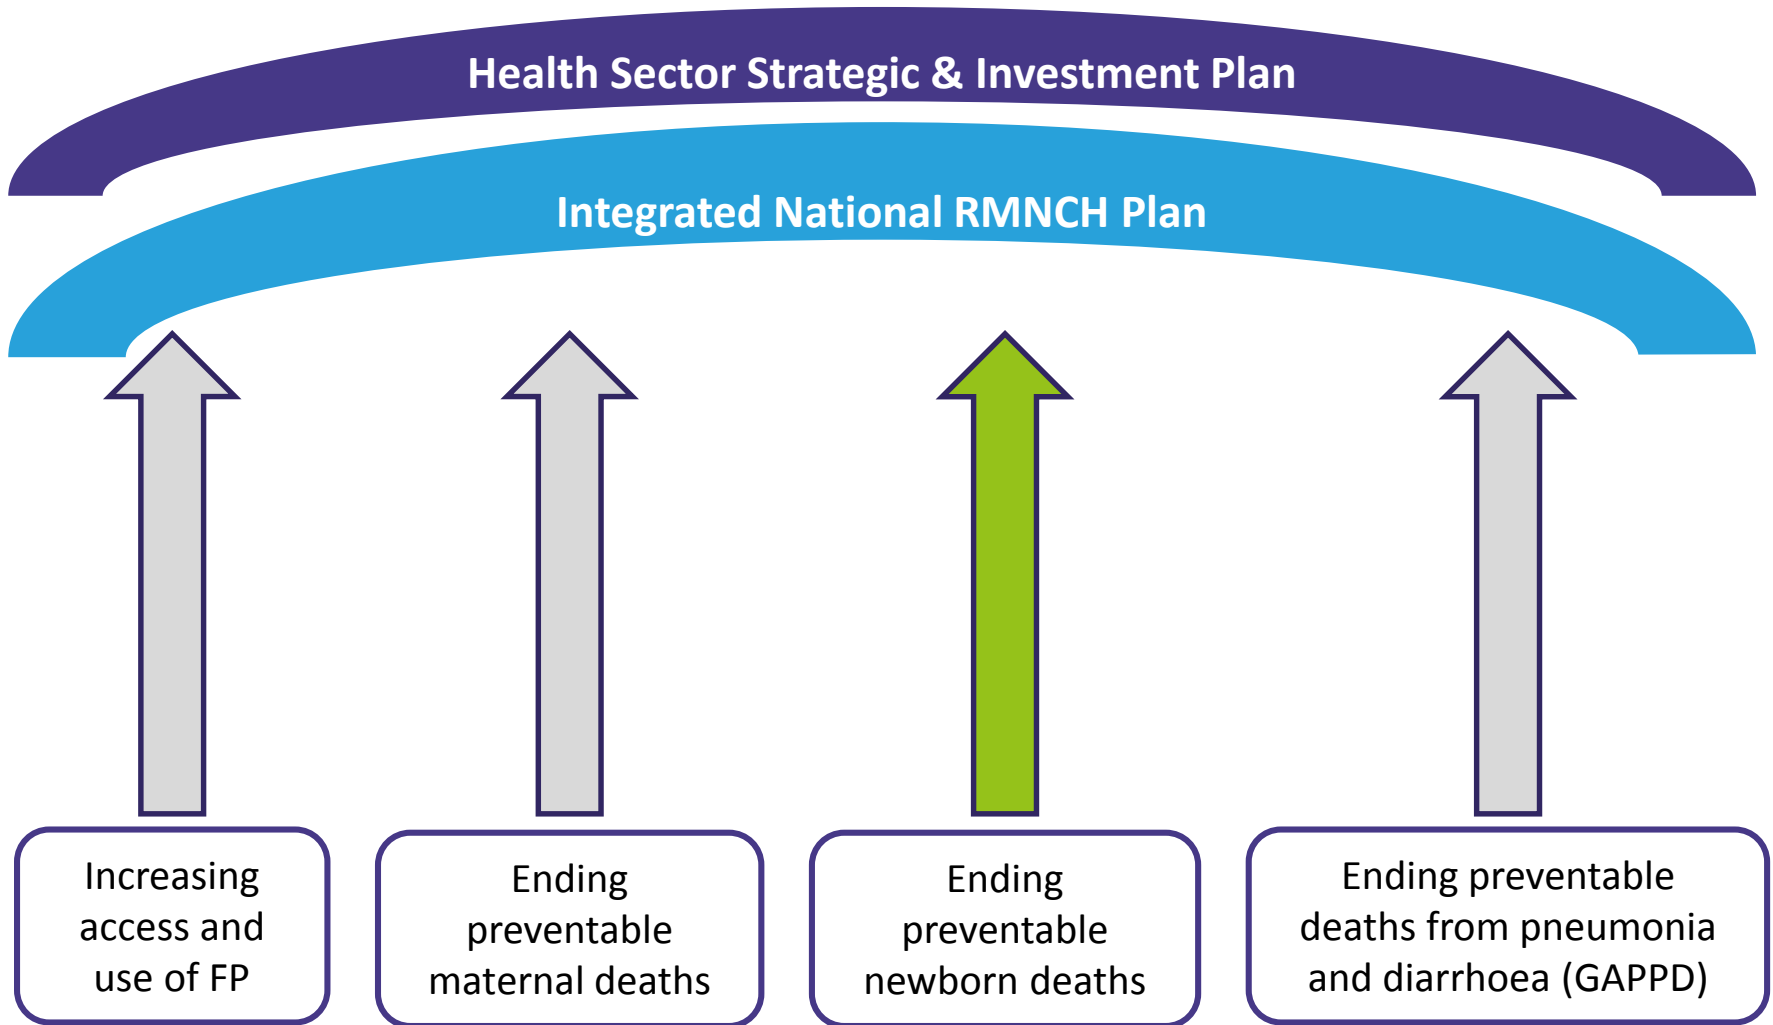 Health Sector Strategic & Investment Plan
Integrated National RMNCH Plan
Increasing
access and
use of FP
Ending
preventable
maternal deaths
Ending
preventable
newborn deaths
Ending preventable
deaths from pneumonia
and diarrhoea (GAPPD)